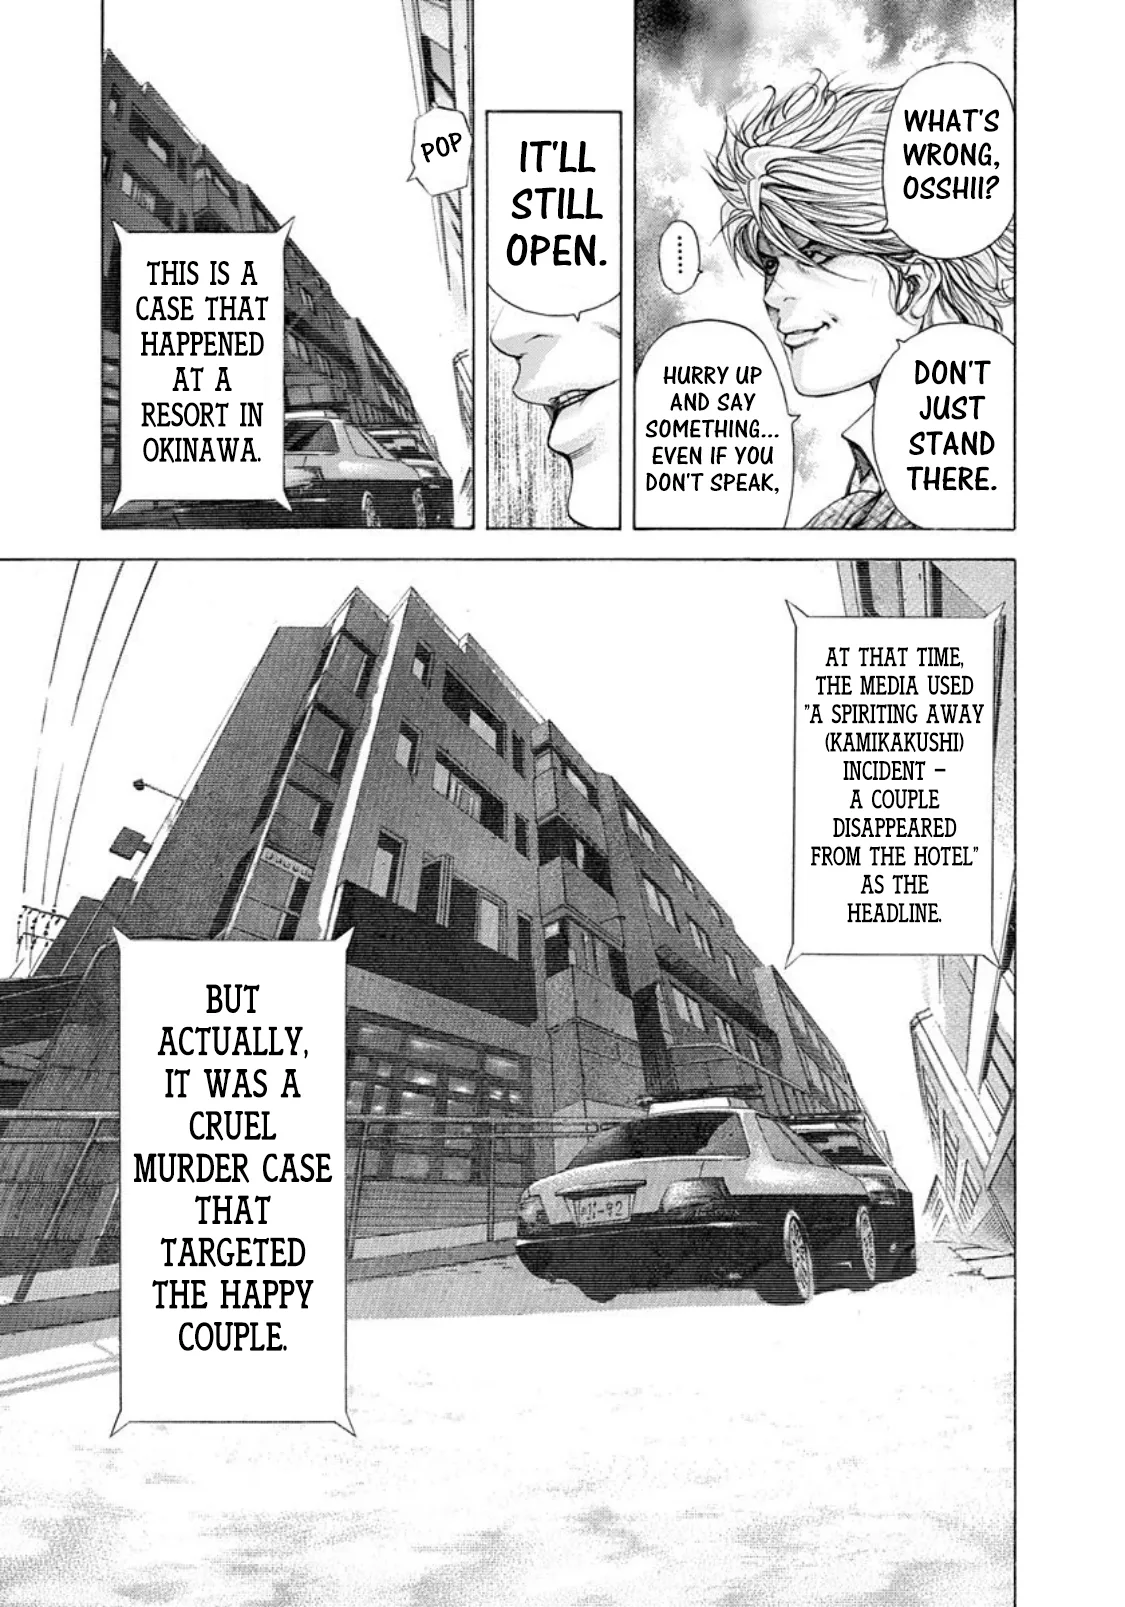 WHAT'S
WRONG,
OSSHII?
DON'T
JUST
STAND
THERE.
......
HURRY UP
AND SAY
SOMETHING...
EVEN IF YOU
DON'T SPEAK,
IT'LL
STILL
OPEN.
POP
THIS IS A
CASE THAT
HAPPENED
AT A
RESORT IN
OKINAWA.
AT THAT TIME,
THE MEDIA USED
"A SPIRITING AWAY
(KAMIKAKUSHI)
INCIDENT –
A COUPLE
DISAPPEARED
FROM THE HOTEL"
AS THE
HEADLINE.
BUT
ACTUALLY,
IT WAS A
CRUEL
MURDER CASE
THAT
TARGETED
THE HAPPY
COUPLE.